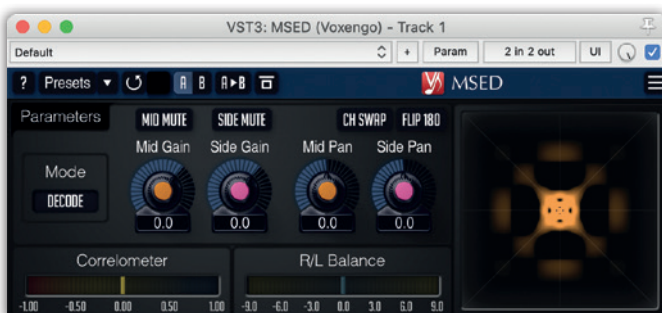 VST3: MSED (Voxengo) - Track 1
Default + Param 2 in 2 out UI
? Presets A B A▸B MSED
Parameters MID MUTE SIDE MUTE CH SWAP FLIP 180
Mid Gain Side Gain Mid Pan Side Pan
Mode
DECODE
0.0 0.0 0.0 0.0
Correlometer R/L Balance
-1.00 -0.50 0.00 0.50 1.00 -9.0 -6.0 -3.0 0.0 3.0 6.0 9.0